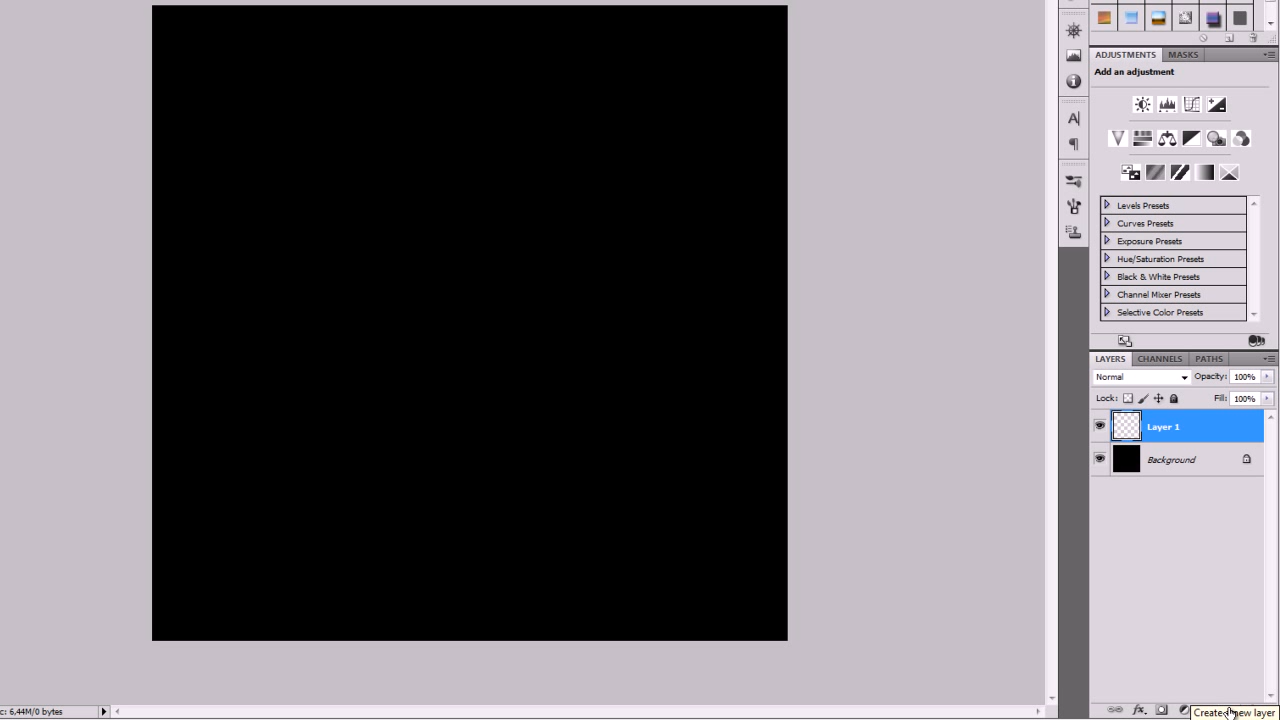 ADJUSTMENTS MASKS
Add an adjustment
Levels Presets
Curves Presets
Exposure Presets
Hue/Saturation Presets
Black & White Presets
Channel Mixer Presets
Selective Color Presets
LAYERS CHANNELS PATHS
Normal Opacity: 100%
Lock: Fill: 100%
Layer 1
Background
fx.
c: 6,44M/0 bytes
Create new layer